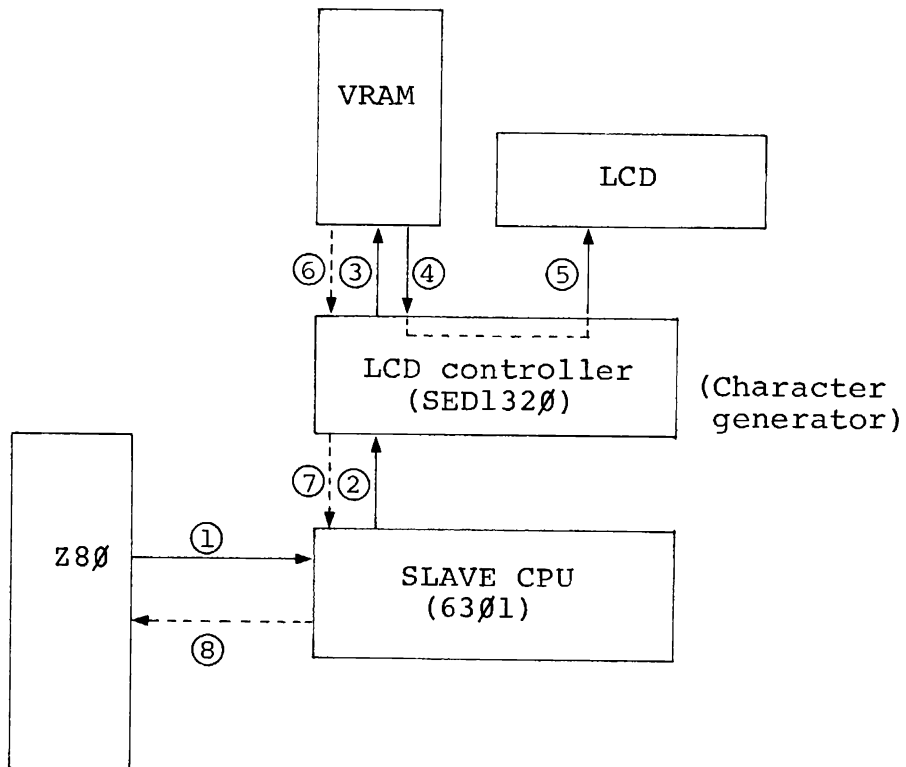 VRAM
LCD
⑥ ③ ④ ⑤
LCD controller
(SED132Ø)
(Character
generator)
⑦ ②
Z8Ø
①
SLAVE CPU
(63Ø1)
⑧